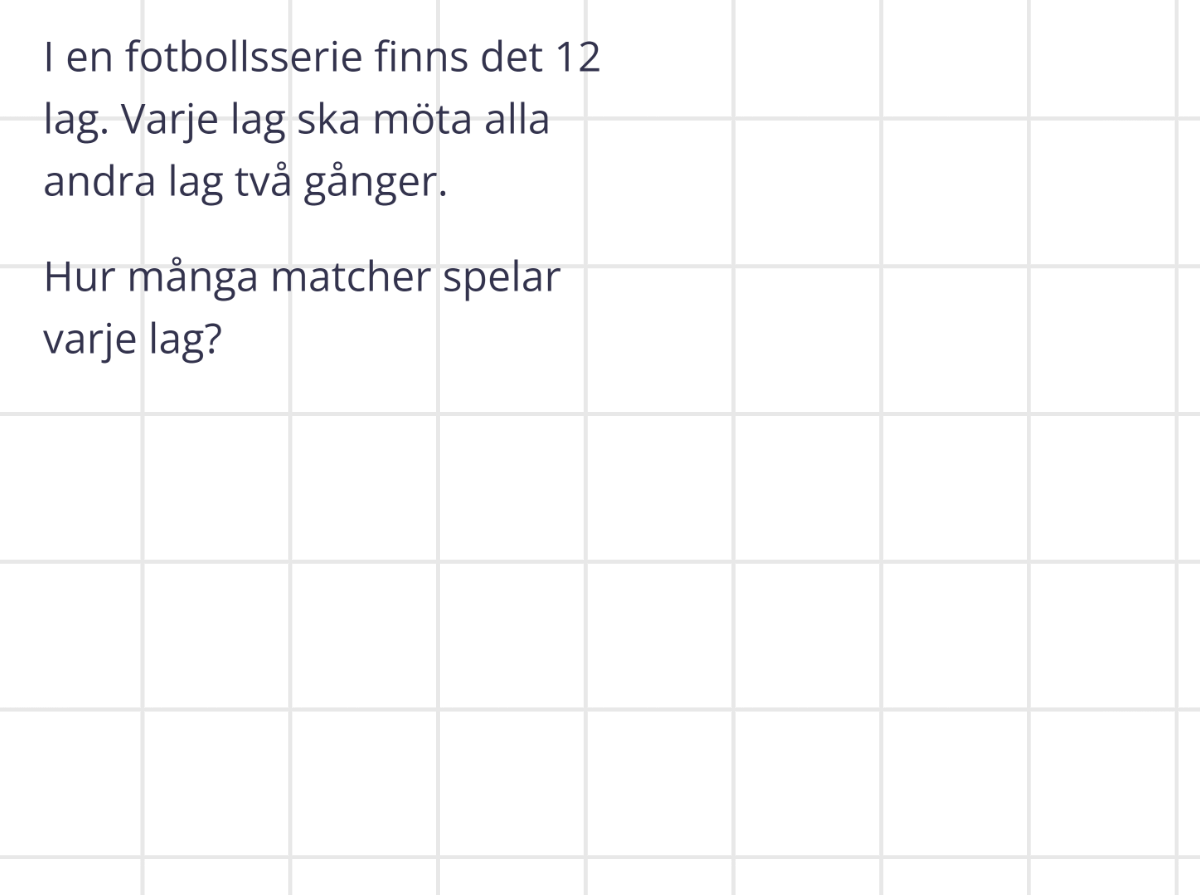 I en fotbollsserie finns det 12
lag. Varje lag ska möta alla
andra lag två gånger.
Hur många matcher spelar
varje lag?